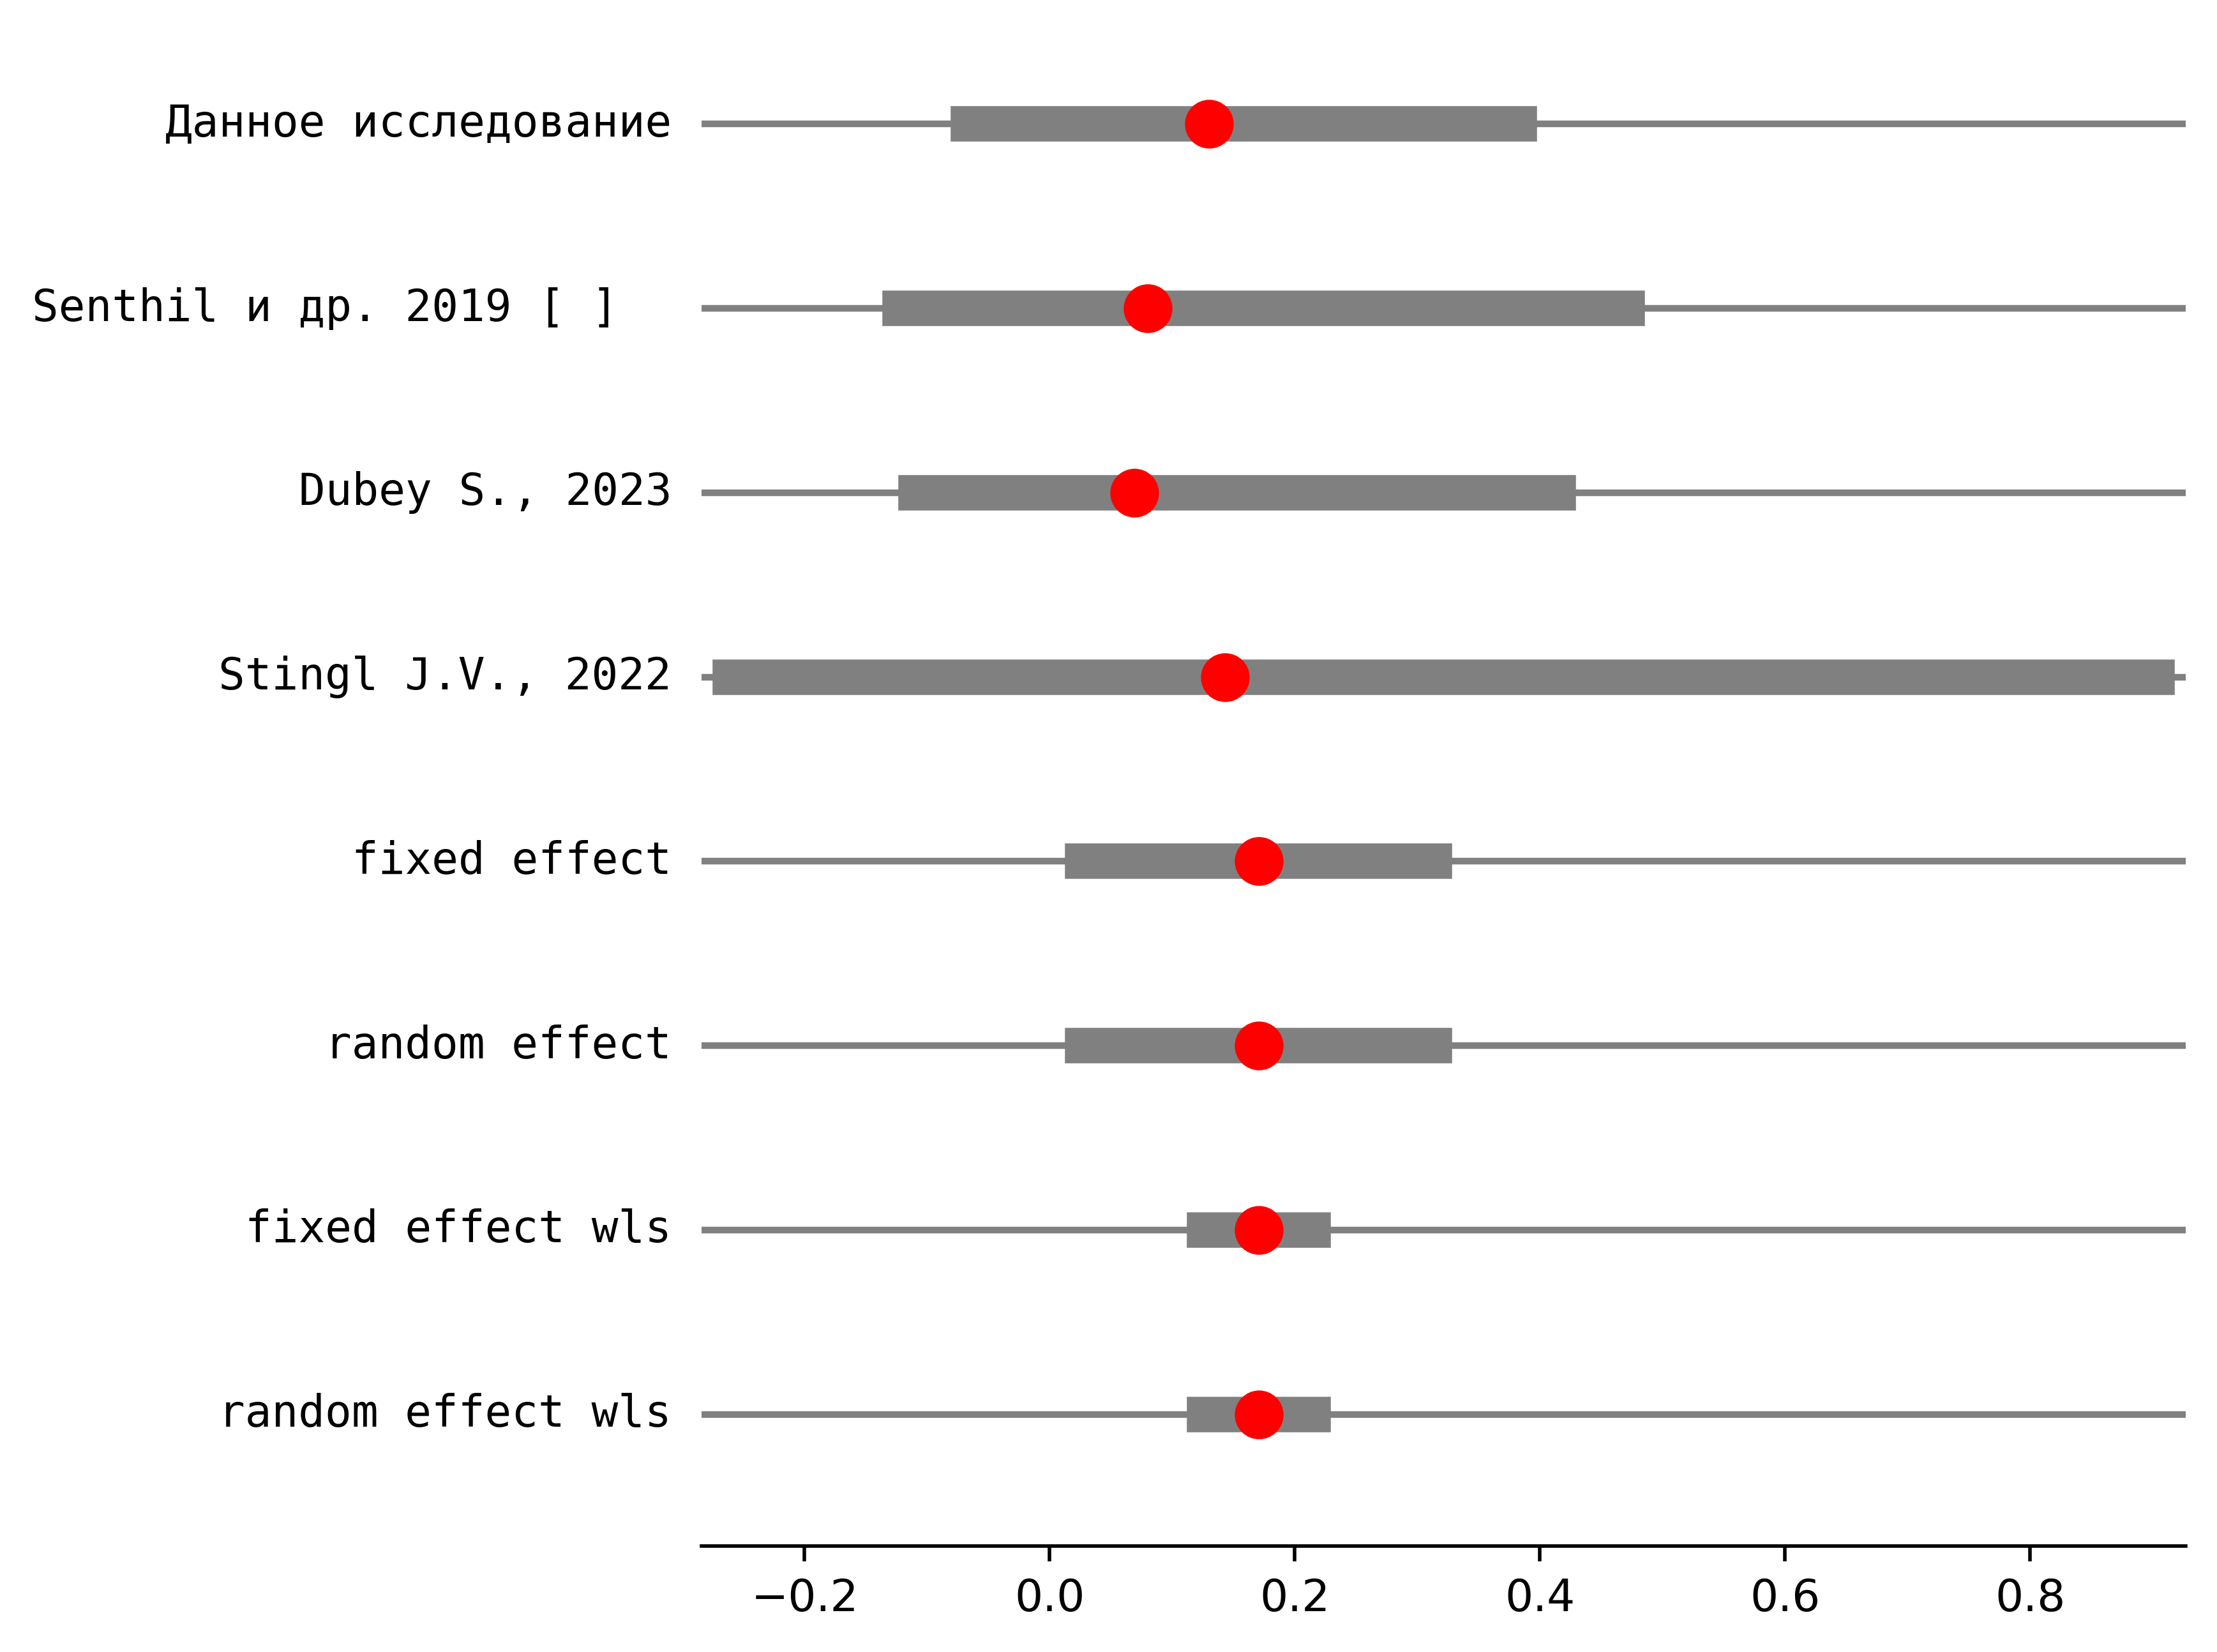 Данное исследование
Senthil и др. 2019 [ ]
Dubey S., 2023
Stingl J.V., 2022
fixed effect
random effect
fixed effect wls
random effect wls
−0.2 0.0 0.2 0.4 0.6 0.8